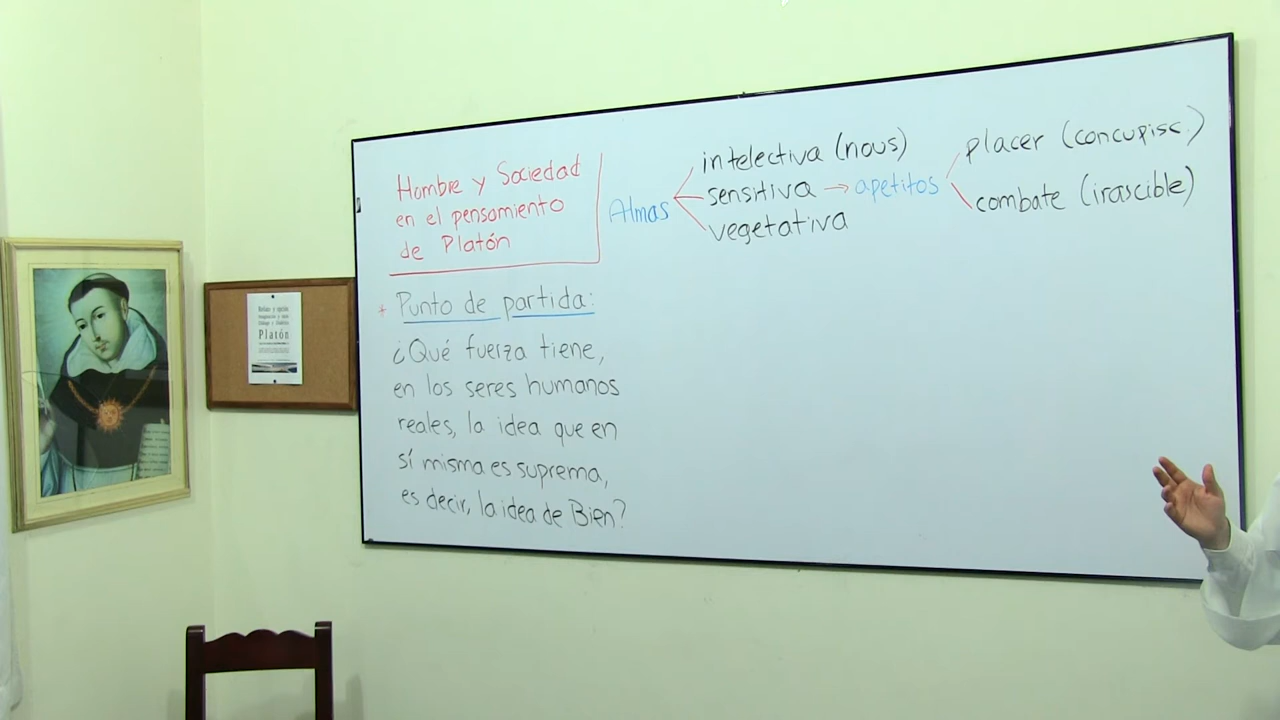 Hombre y Sociedad
en el pensamiento
de Platón
* Punto de partida:
¿Qué fuerza tiene,
en los seres humanos
reales, la idea que en
sí misma es suprema,
es decir, la idea de Bien?
Almas
intelectiva (nous)
sensitiva → apetitos
vegetativa
placer (concupisc.)
combate (irascible)
Platón